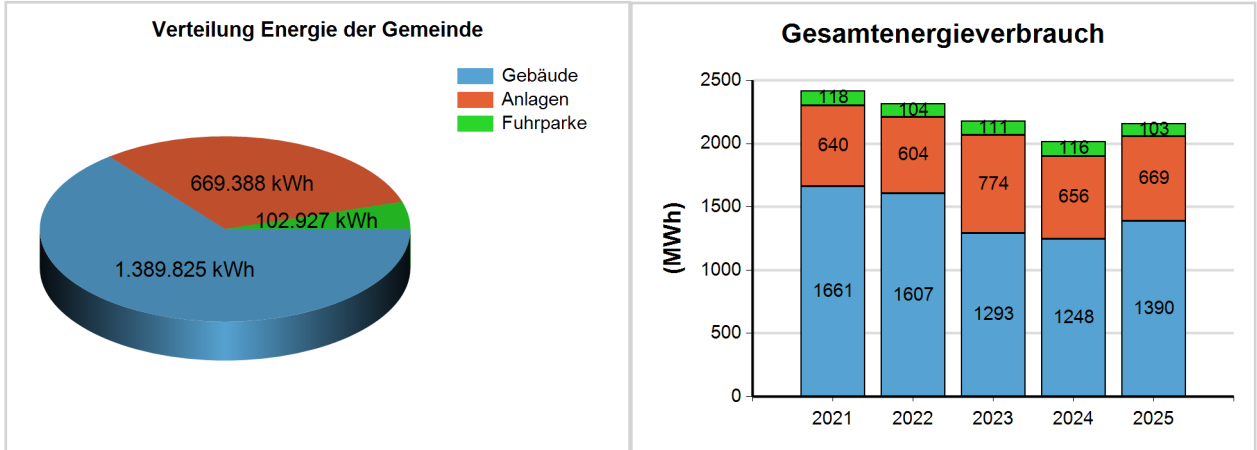 Verteilung Energie der Gemeinde
Gebäude
Anlagen
Fuhrparke
669.388 kWh
102.927 kWh
1.389.825 kWh
Gesamtenergieverbrauch
(MWh)
2500
2000
1500
1000
500
0
118
104
111
116
103
640
604
774
656
669
1661
1607
1293
1248
1390
2021
2022
2023
2024
2025